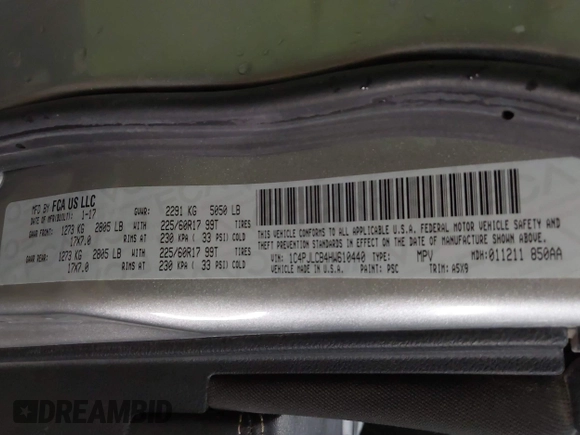 MFD BY FCA US LLC
DATE OF MFR(BUILT): 1-17
GVWR: 2291 KG 5050 LB
GAWR FRONT: 1273 KG 2805 LB WITH 225/60R17 99T TIRES
17X7.0 RIMS AT 230 KPA ( 33 PSI) COLD
GAWR REAR: 1273 KG 2805 LB WITH 225/60R17 99T TIRES
17X7.0 RIMS AT 230 KPA ( 33 PSI) COLD
THIS VEHICLE CONFORMS TO ALL APPLICABLE U.S.A. FEDERAL MOTOR VEHICLE SAFETY AND
THEFT PREVENTION STANDARDS IN EFFECT ON THE DATE OF MANUFACTURE SHOWN ABOVE.
VIN: 1C4PJLCB4HW610440 TYPE: MPV MDH: 011211 850AA
VEHICLE MADE IN U.S.A. PAINT: PSC TRIM: A5X9
DREAMBID